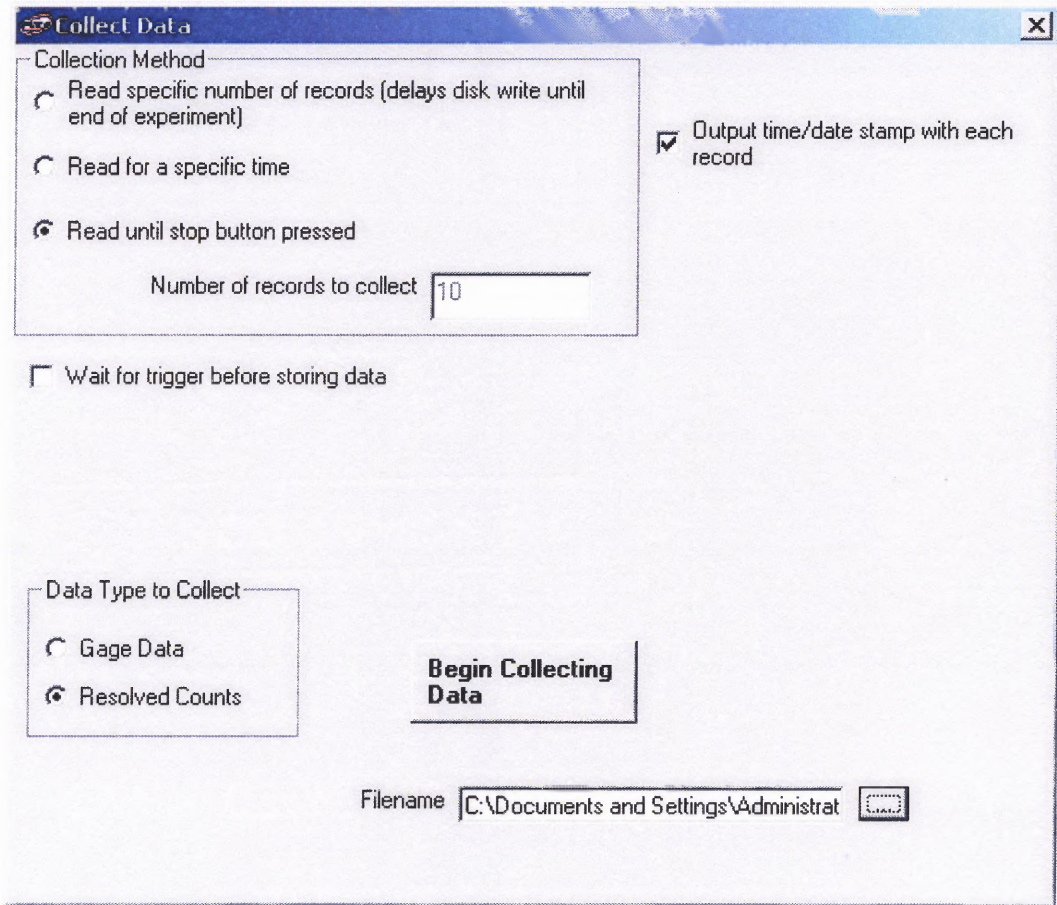 Collect Data
Collection Method
Read specific number of records (delays disk write until
end of experiment)
Read for a specific time
Read until stop button pressed
Number of records to collect 10
Output time/date stamp with each
record
Wait for trigger before storing data
Data Type to Collect
Gage Data
Resolved Counts
Begin Collecting
Data
Filename C:\Documents and Settings\Administrat ...